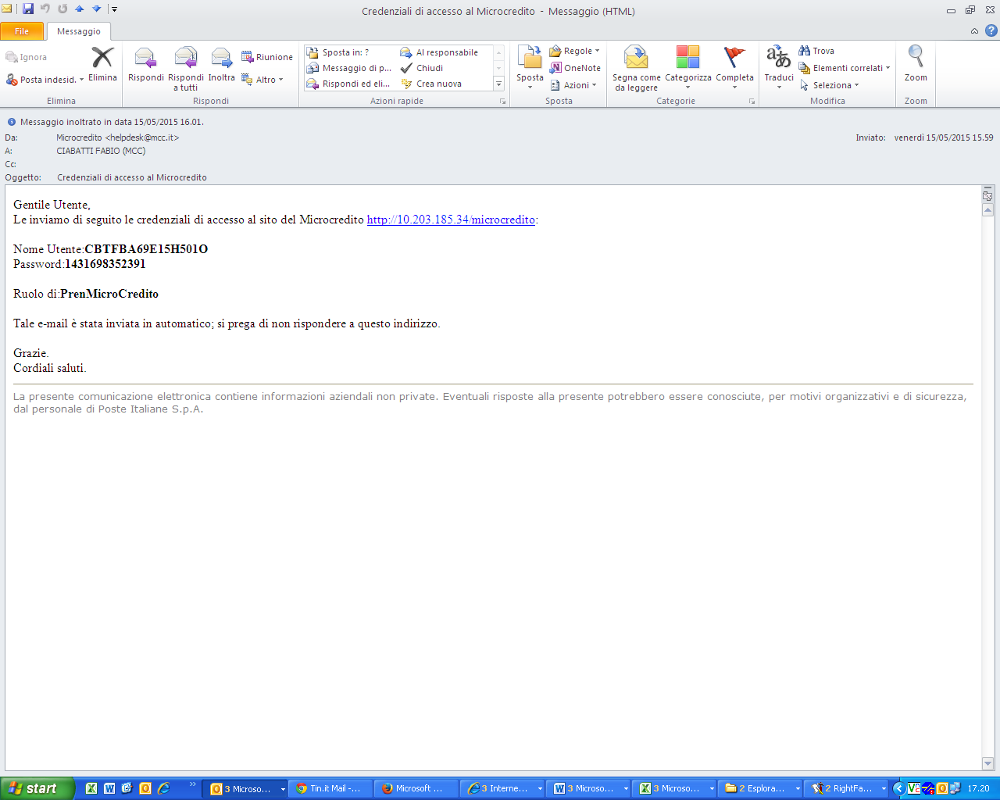 Credenziali di accesso al Microcredito - Messaggio (HTML)
File
Messaggio
Ignora
Posta indesid.
Elimina
Elimina
Rispondi
Rispondi a tutti
Inoltra
Riunione
Altro
Rispondi
Sposta in: ?
Messaggio di p...
Rispondi ed eli...
Al responsabile
Chiudi
Crea nuova
Azioni rapide
Sposta
Regole
OneNote
Azioni
Sposta
Segna come da leggere
Categorizza
Completa
Categorie
Traduci
Trova
Elementi correlati
Seleziona
Modifica
Zoom
Zoom
Messaggio inoltrato in data 15/05/2015 16.01.
Da: Microcredito <helpdesk@mcc.it> Inviato: venerdì 15/05/2015 15.59
A: CIABATTI FABIO (MCC)
Cc:
Oggetto: Credenziali di accesso al Microcredito
Gentile Utente,
Le inviamo di seguito le credenziali di accesso al sito del Microcredito http://10.203.185.34/microcredito:
Nome Utente:CBTFBA69E15H501O
Password:1431698352391
Ruolo di:PrenMicroCredito
Tale e-mail è stata inviata in automatico; si prega di non rispondere a questo indirizzo.
Grazie.
Cordiali saluti.
La presente comunicazione elettronica contiene informazioni aziendali non private. Eventuali risposte alla presente potrebbero essere conosciute, per motivi organizzativi e di sicurezza,
dal personale di Poste Italiane S.p.A.
start
3 Microso...
Tin.it Mail -...
Microsoft ...
3 Interne...
3 Microso...
3 Microso...
2 Esplora...
2 RightFa...
17.20